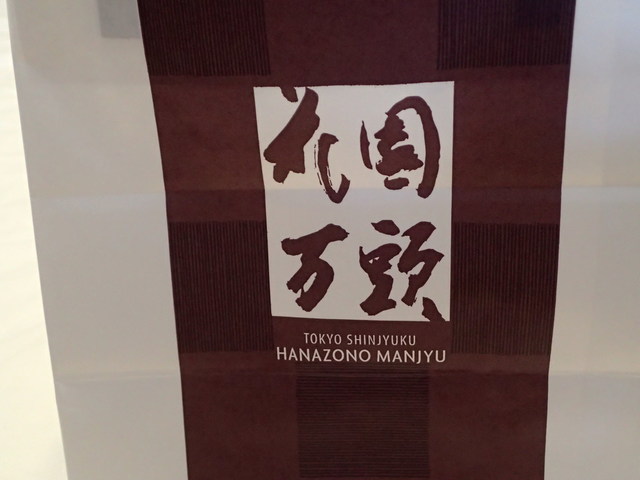 花園
万頭
TOKYO SHINJYUKU
HANAZONO MANJYU